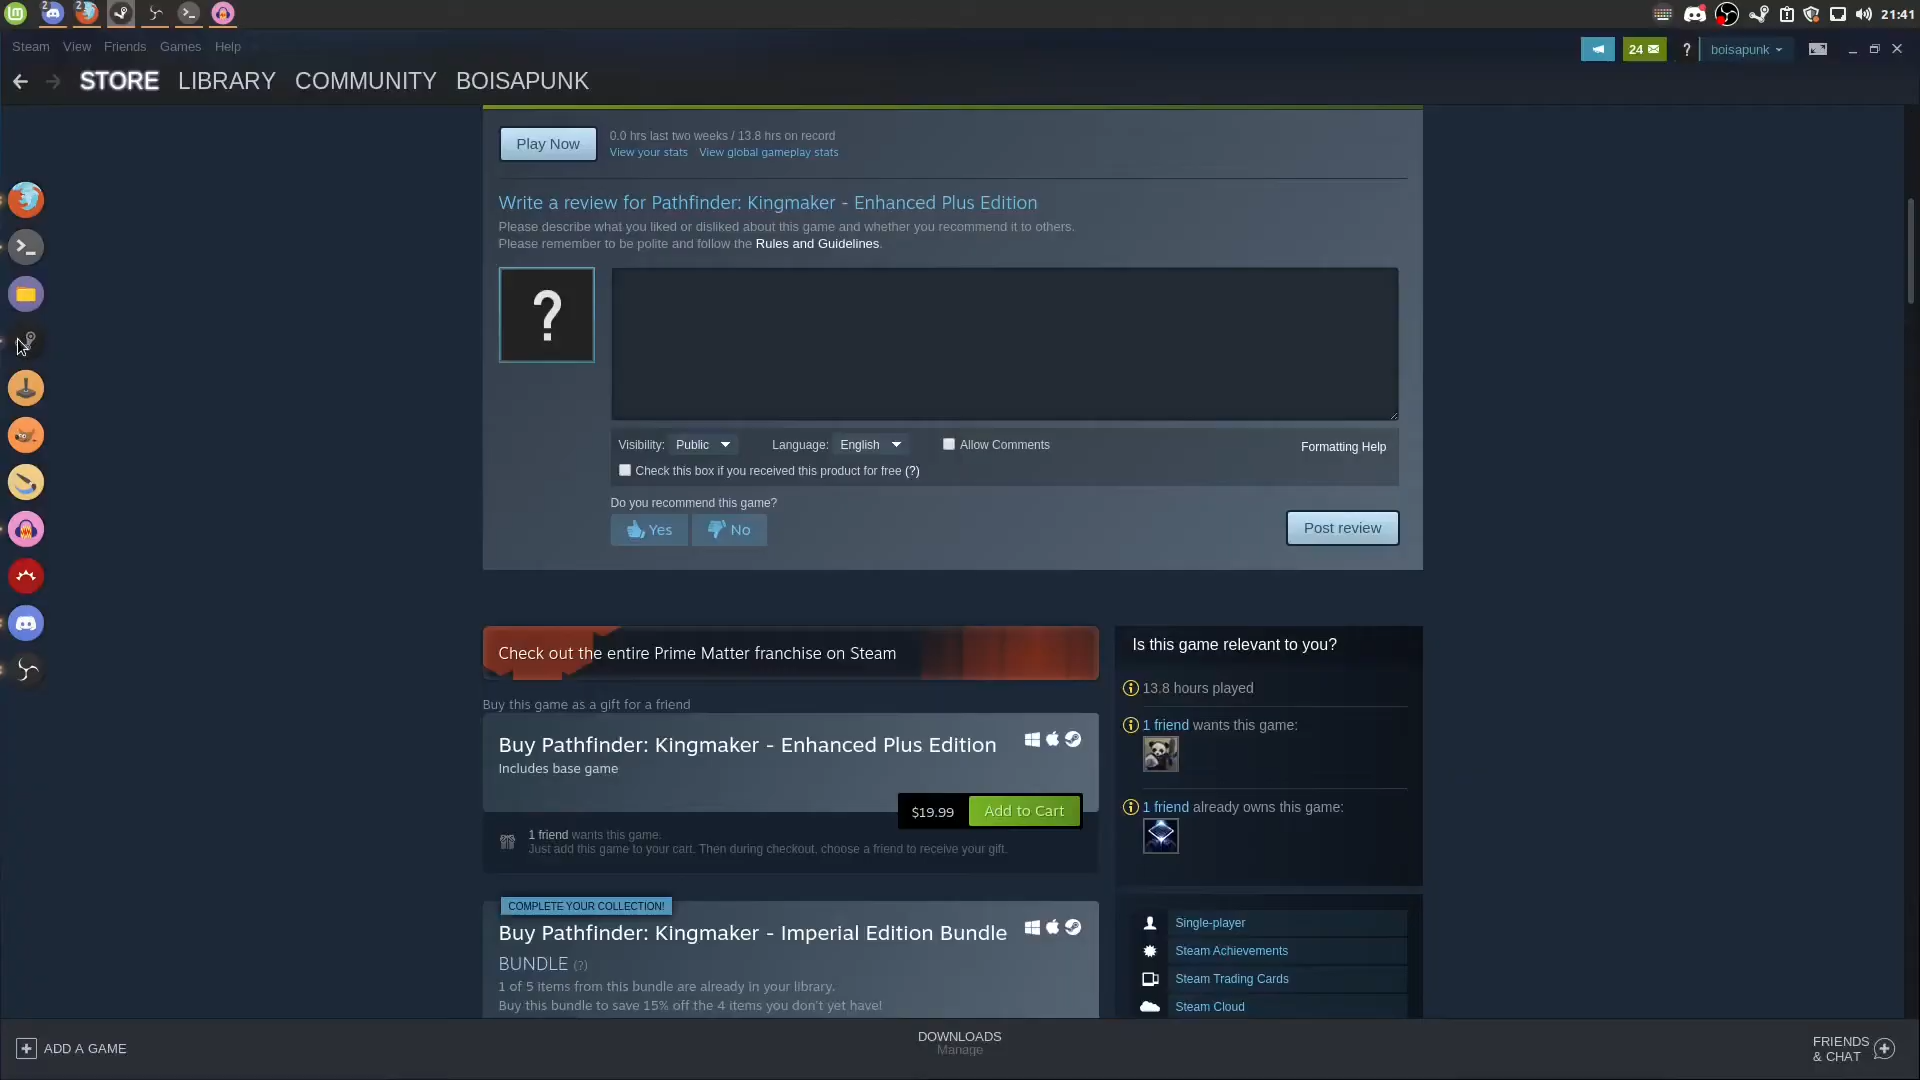 2
2
21:41
Steam View Friends Games Help
24
?
boisapunk
STORE LIBRARY COMMUNITY BOISAPUNK
Play Now
0.0 hrs last two weeks / 13.8 hrs on record
View your stats View global gameplay stats
Write a review for Pathfinder: Kingmaker - Enhanced Plus Edition
Please describe what you liked or disliked about this game and whether you recommend it to others.
Please remember to be polite and follow the Rules and Guidelines.
?
Visibility: Public Language: English Allow Comments Formatting Help
Check this box if you received this product for free (?)
Do you recommend this game?
Yes No
Post review
Check out the entire Prime Matter franchise on Steam
Buy this game as a gift for a friend
Buy Pathfinder: Kingmaker - Enhanced Plus Edition
Includes base game
$19.99 Add to Cart
1 friend wants this game.
Just add this game to your cart. Then during checkout, choose a friend to receive your gift.
COMPLETE YOUR COLLECTION!
Buy Pathfinder: Kingmaker - Imperial Edition Bundle
BUNDLE (?)
1 of 5 items from this bundle are already in your library.
Buy this bundle to save 15% off the 4 items you don't yet have!
Is this game relevant to you?
13.8 hours played
1 friend wants this game:
1 friend already owns this game:
Single-player
Steam Achievements
Steam Trading Cards
Steam Cloud
ADD A GAME
DOWNLOADS
Manage
FRIENDS
& CHAT